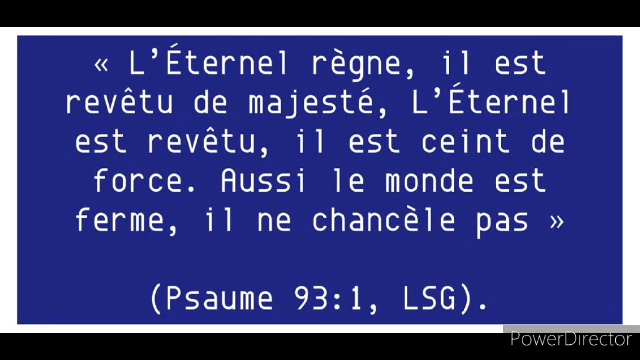 « L’Éternel règne, il est
revêtu de majesté, L’Éternel
est revêtu, il est ceint de
force. Aussi le monde est
ferme, il ne chancèle pas »
(Psaume 93:1, LSG).
PowerDirector